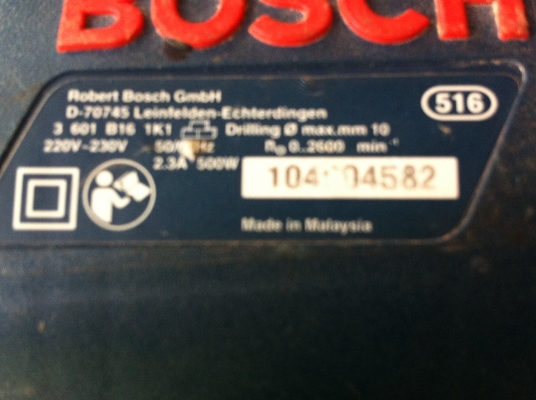 BOSCH
Robert Bosch GmbH
516
D-70745 Leinfelden-Echterdingen
3 601 B16 1K1 Drilling Ø max.mm 10
220V-230V n₀ 0..2600 min⁻¹
2.3A 500W
Made in Malaysia